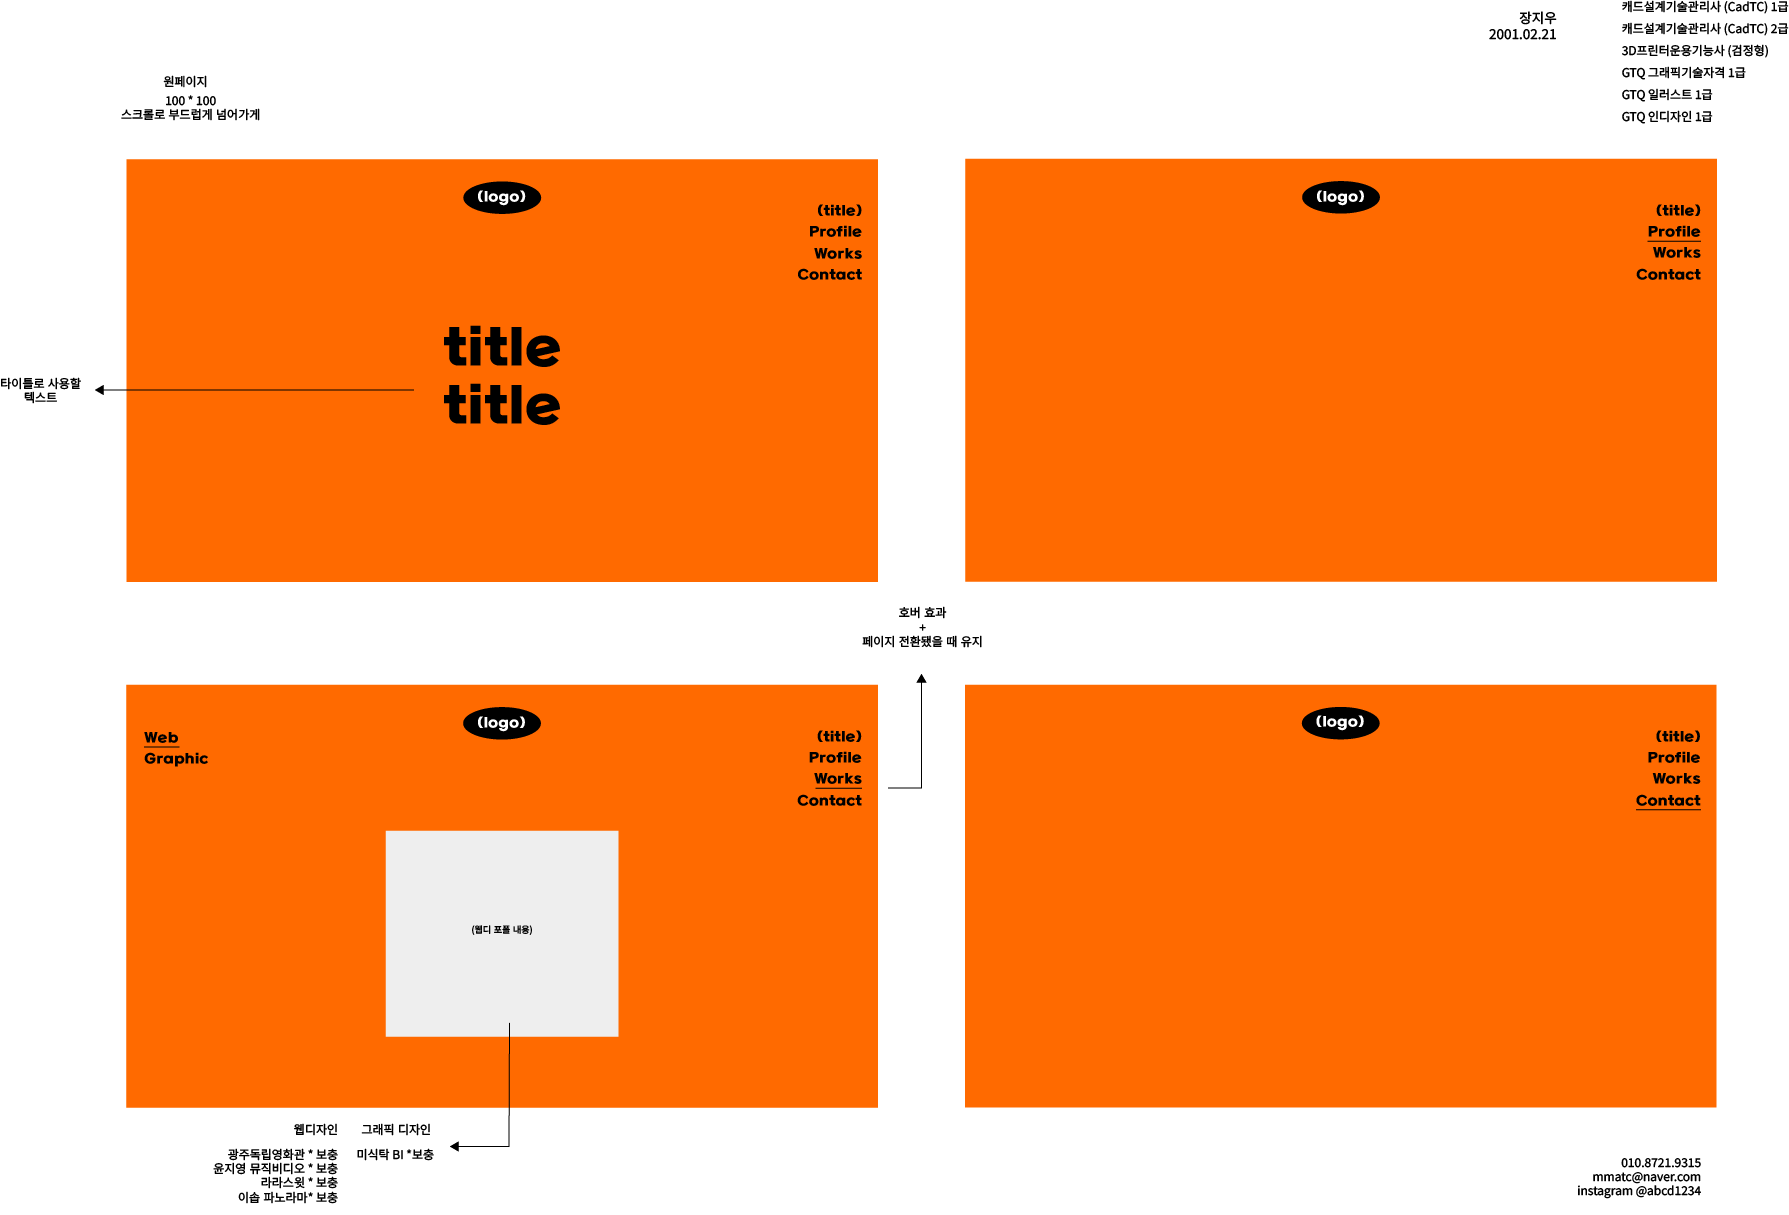 장지우
2001.02.21
캐드설계기술관리사 (CadTC) 1급
캐드설계기술관리사 (CadTC) 2급
3D프린터운용기능사 (검정형)
GTQ 그래픽기술자격 1급
GTQ 일러스트 1급
GTQ 인디자인 1급
원페이지
100 * 100
스크롤로 부드럽게 넘어가게
(logo)
(title)
Profile
Works
Contact
title
title
타이틀로 사용할
텍스트
(logo)
(title)
Profile
Works
Contact
호버 효과
+
페이지 전환됐을 때 유지
Web
Graphic
(logo)
(title)
Profile
Works
Contact
(웹디 포폴 내용)
(logo)
(title)
Profile
Works
Contact
웹디자인
광주독립영화관 * 보충
윤지영 뮤직비디오 * 보충
라라스윗 * 보충
이솝 파노라마* 보충
그래픽 디자인
미식탁 BI *보충
010.8721.9315
mmatc@naver.com
instagram @abcd1234